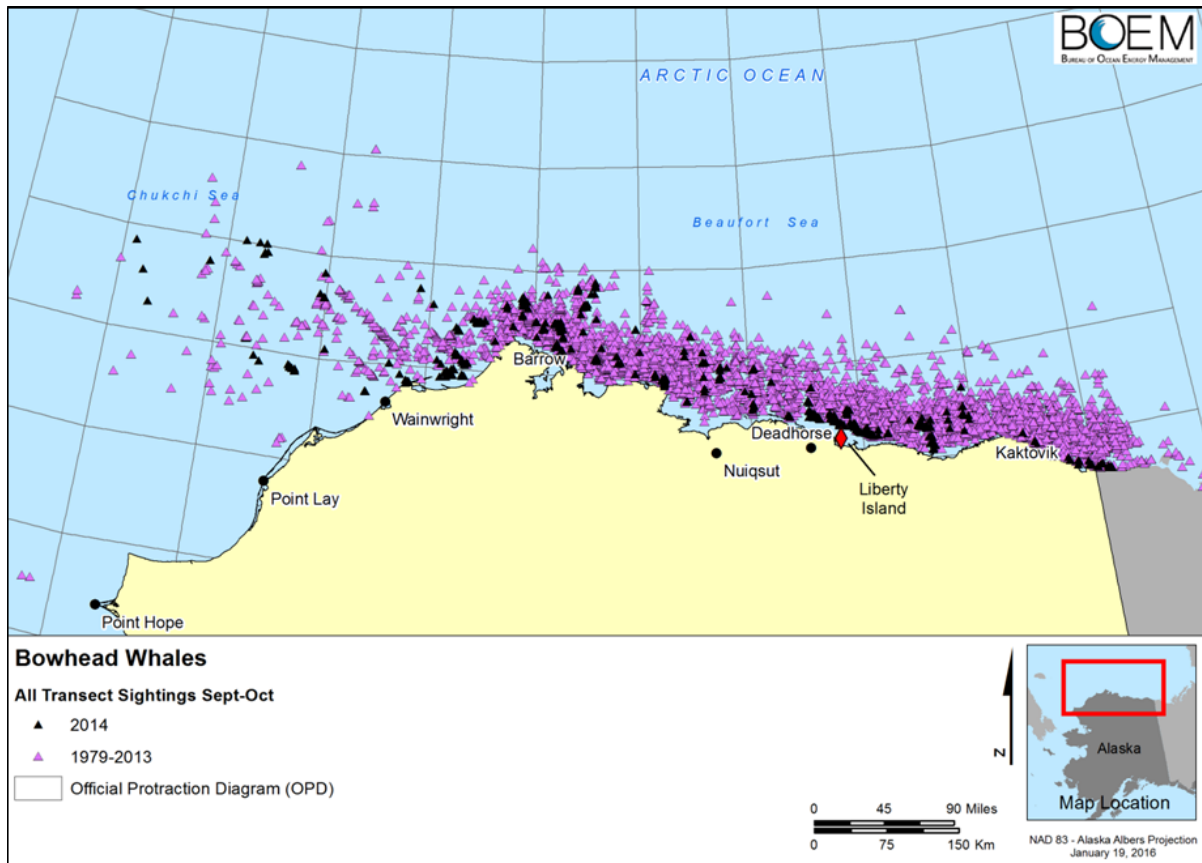 BOEM
BUREAU OF OCEAN ENERGY MANAGEMENT
ARCTIC OCEAN
Chukchi Sea
Beaufort Sea
Barrow
Wainwright
Deadhorse
Kaktovik
Nuiqsut
Liberty
Island
Point Lay
Point Hope
Bowhead Whales
All Transect Sightings Sept-Oct
2014
1979-2013
Official Protraction Diagram (OPD)
N
0 45 90 Miles
0 75 150 Km
Alaska
Map Location
NAD 83 - Alaska Albers Projection
January 19, 2016